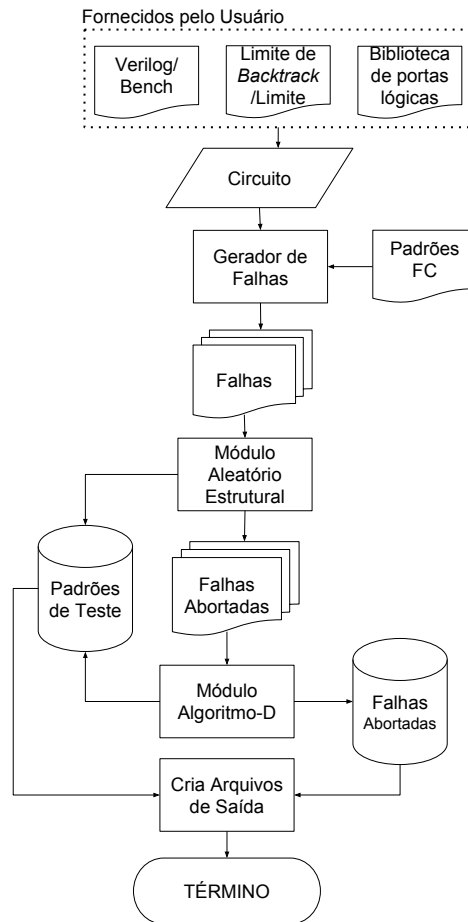 Fornecidos pelo Usuário
Verilog/
Bench
Limite de
Backtrack
/Limite
Biblioteca
de portas
lógicas
Circuito
Gerador de
Falhas
Padrões
FC
Falhas
Módulo
Aleatório
Estrutural
Padrões
de Teste
Falhas
Abortadas
Módulo
Algoritmo-D
Falhas
Abortadas
Cria Arquivos
de Saída
TÉRMINO